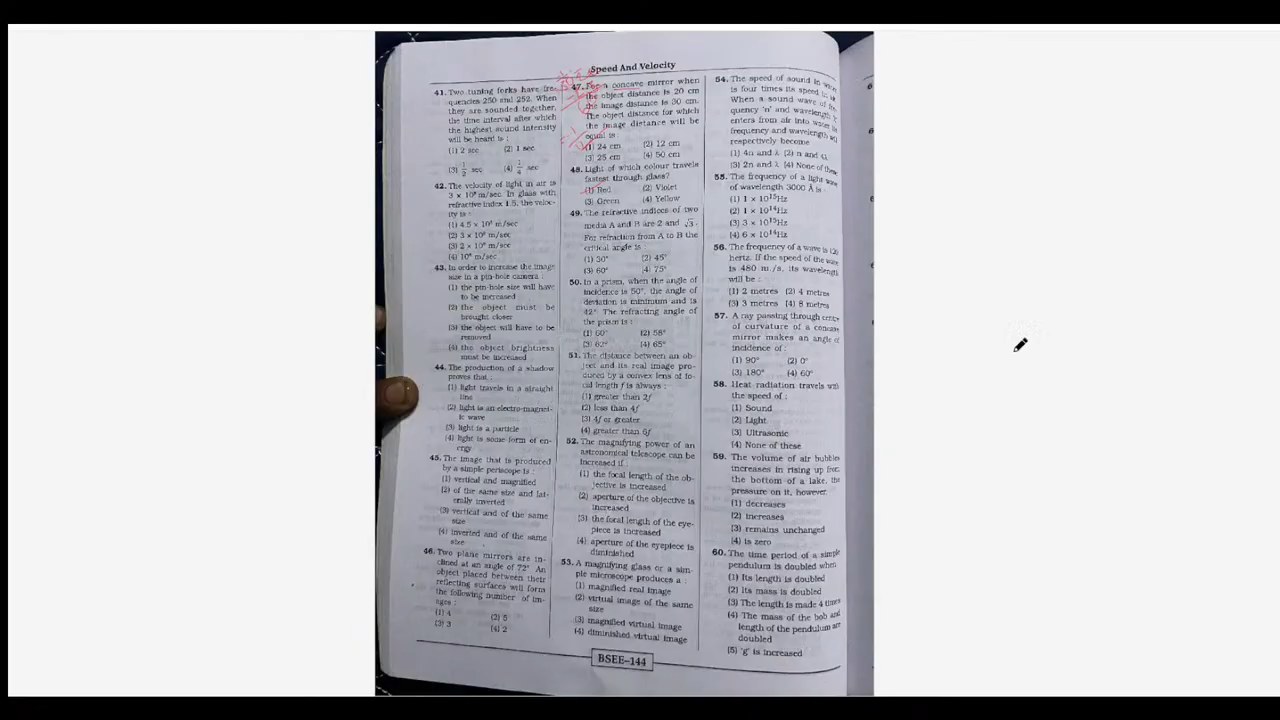 Speed And Velocity
41. Two tuning forks have fre-
quencies 250 and 252. When
they are sounded together,
the time interval after which
the highest sound intensity
will be heard is :
(1) 2 sec (2) 1 sec
(3) 1/2 sec (4) 1/4 sec
42. The velocity of light in air is
m/sec. In glass with
refractive index 1.5, the veloc-
ity is :
43. In order to increase the image
size in a pin-hole camera :
(1) the pin-hole size will have
to be increased
(2) the object must be
brought closer
(3) the object will have to be
removed
(4) the object brightness
must be increased
44. The production of a shadow
proves that :
(1) light travels in a straight
line
(2) light is an electro-magnet-
ic wave
(3) light is a particle
(4) light is some form of en-
ergy
45. The image that is produced
by a simple periscope is :
(1) vertical and magnified
(2) of the same size and lat-
erally inverted
(3) vertical and of the same
size
(4) inverted and of the same
size
46. Two plane mirrors are in-
clined at an angle of 72°. An
object placed between their
reflecting surfaces will form
the following number of im-
ages :
(1) 4 (2) 5
(3) 3 (4) 2
47. For a concave mirror when
the object distance is 20 cm
the image distance is 30 cm.
The object distance for which
the image distance will be
equal is :
(1) 24 cm (2) 12 cm
(3) 25 cm (4) 50 cm
48. Light of which colour travels
fastest through glass?
(1) Red (2) Violet
(3) Green (4) Yellow
49. The refractive indices of two
media A and B are 2 and √3.
For refraction from A to B the
critical angle is :
(1) 30° (2) 45°
(3) 60° (4) 75°
50. In a prism, when the angle of
incidence is 50°, the angle of
deviation is minimum and is
42°. The refracting angle of
the prism is :
(1) 60° (2) 58°
(3) 62° (4) 65°
51. The distance between an ob-
ject and its real image pro-
duced by a convex lens of fo-
cal length f is always :
(1) greater than 2f
(2) less than 4f
(3) 4f or greater
(4) greater than 6f
52. The magnifying power of an
astronomical telescope can be
increased if
(1) the focal length of the ob-
jective is increased
(2) aperture of the objective is
increased
(3) the focal length of the eye-
piece is increased
(4) aperture of the eyepiece is
diminished
53. A magnifying glass or a sim-
ple microscope produces a :
(1) magnified real image
(2) virtual image of the same
size
(3) magnified virtual image
(4) diminished virtual image
54. The speed of sound in
is four times its speed in
When a sound wave of fre-
quency 'n' and wavelength
enters from air into water
frequency and wavelength
respectively become
(1) 4n and λ (2) n and
(3) 2n and λ (4) None of these
55. The frequency of a light wave
of wavelength 3000 Å is :
(1) 1 × 10¹⁵Hz
(2) 1 × 10¹⁴Hz
(3) 3 × 10¹⁵Hz
(4) 6 × 10¹⁴Hz
56. The frequency of a wave is 120
hertz. If the speed of the wave
is 480 m./s. its wavelength
will be :
(1) 2 metres (2) 4 metres
(3) 3 metres (4) 8 metres
57. A ray passing through centre
of curvature of a concave
mirror makes an angle of
incidence of :
(1) 90° (2) 0°
(3) 180° (4) 60°
58. Heat radiation travels with
the speed of :
(1) Sound
(2) Light
(3) Ultrasonic
(4) None of these
59. The volume of air bubbles
increases in rising up from
the bottom of a lake, the
pressure on it, however,
(1) decreases
(2) increases
(3) remains unchanged
(4) is zero
60. The time period of a simple
pendulum is doubled when
(1) Its length is doubled
(2) Its mass is doubled
(3) The length is made 4 times
(4) The mass of the bob and
length of the pendulum are
doubled
(5) 'g' is increased
BSEE–144